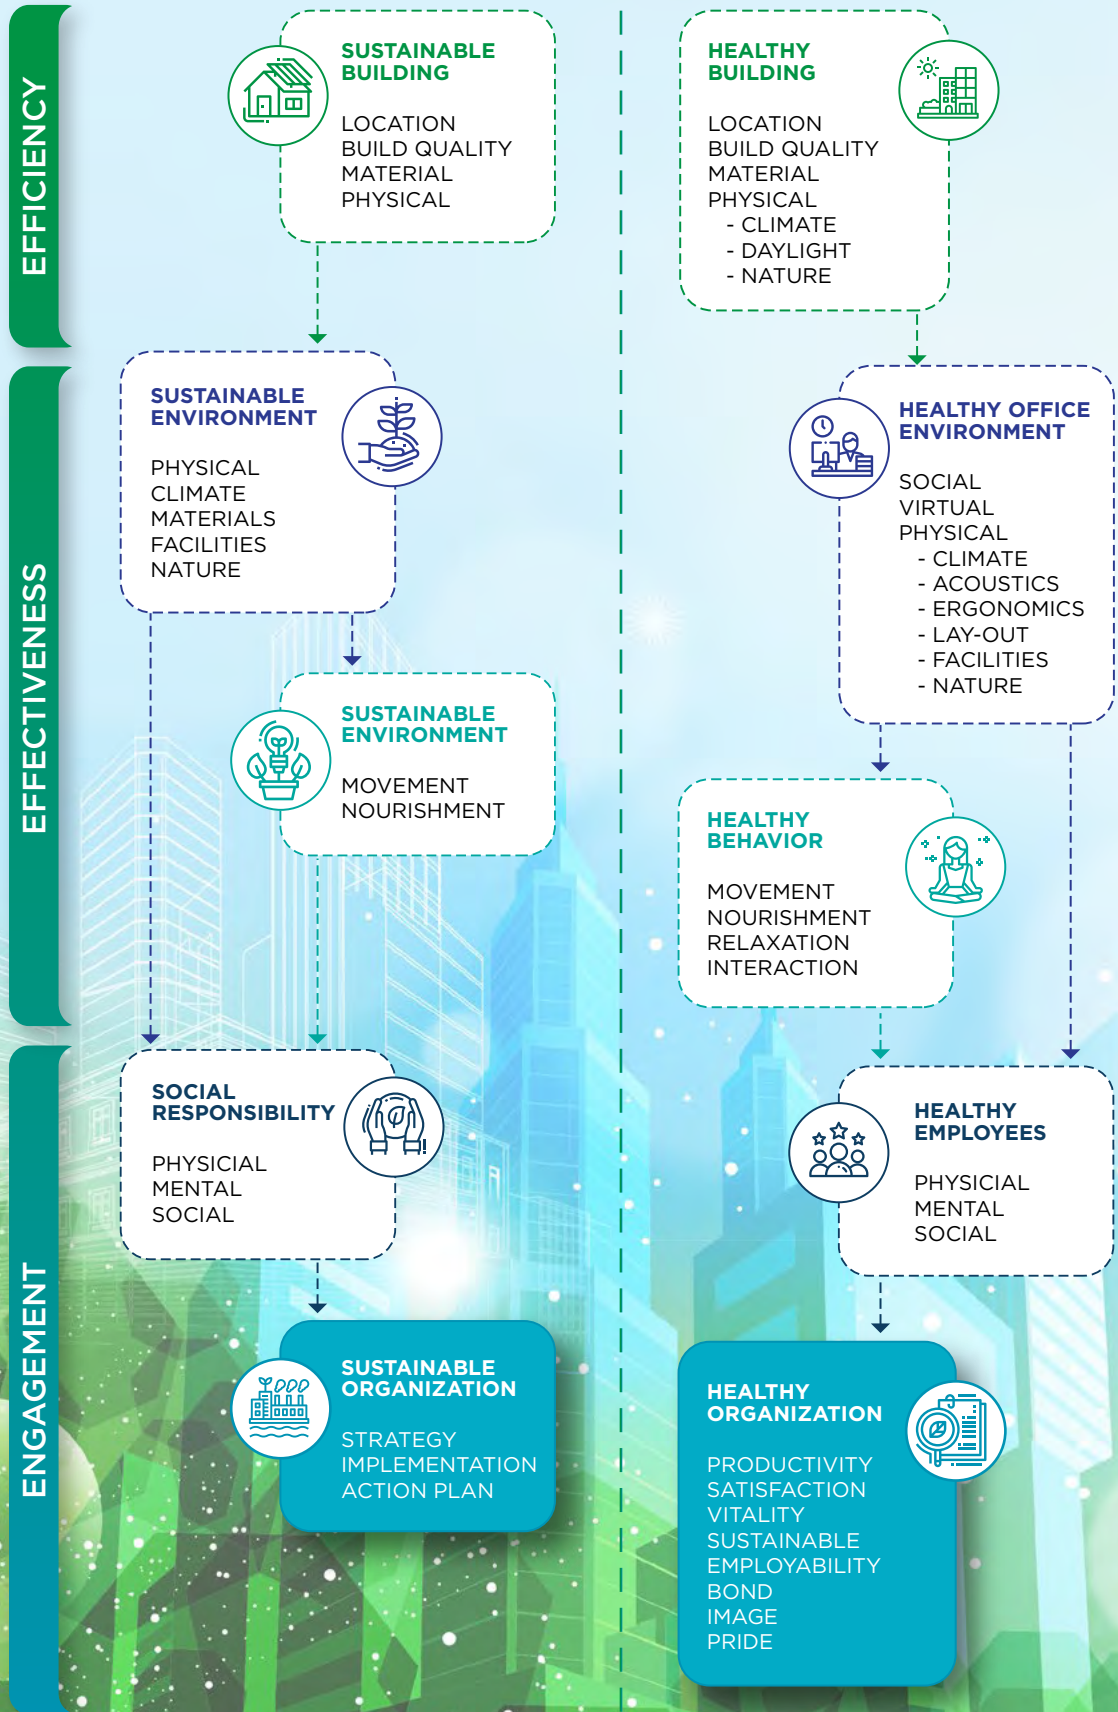 EFFICIENCY
SUSTAINABLE
BUILDING
LOCATION
BUILD QUALITY
MATERIAL
PHYSICAL
HEALTHY
BUILDING
LOCATION
BUILD QUALITY
MATERIAL
PHYSICAL
- CLIMATE
- DAYLIGHT
- NATURE
EFFECTIVENESS
SUSTAINABLE
ENVIRONMENT
PHYSICAL
CLIMATE
MATERIALS
FACILITIES
NATURE
HEALTHY OFFICE
ENVIRONMENT
SOCIAL
VIRTUAL
PHYSICAL
- CLIMATE
- ACOUSTICS
- ERGONOMICS
- LAY-OUT
- FACILITIES
- NATURE
SUSTAINABLE
ENVIRONMENT
MOVEMENT
NOURISHMENT
HEALTHY
BEHAVIOR
MOVEMENT
NOURISHMENT
RELAXATION
INTERACTION
ENGAGEMENT
SOCIAL
RESPONSIBILITY
PHYSICIAL
MENTAL
SOCIAL
HEALTHY
EMPLOYEES
PHYSICIAL
MENTAL
SOCIAL
SUSTAINABLE
ORGANIZATION
STRATEGY
IMPLEMENTATION
ACTION PLAN
HEALTHY
ORGANIZATION
PRODUCTIVITY
SATISFACTION
VITALITY
SUSTAINABLE
EMPLOYABILITY
BOND
IMAGE
PRIDE